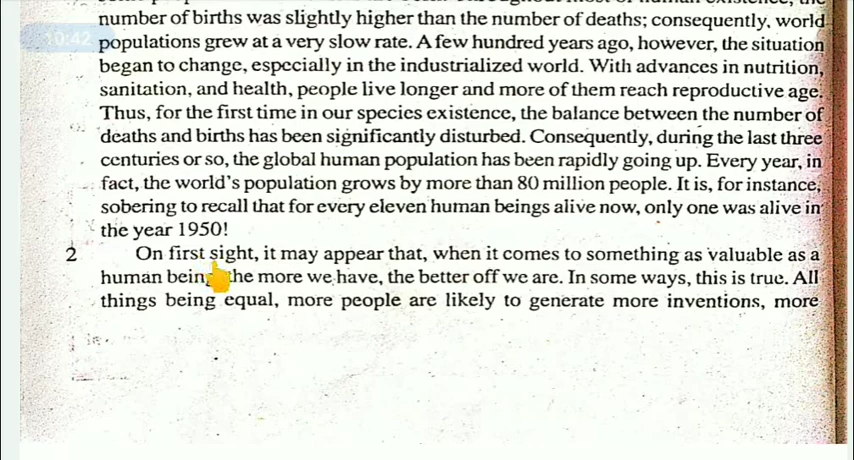 number of births was slightly higher than the number of deaths; consequently, world
10:42
populations grew at a very slow rate. A few hundred years ago, however, the situation
began to change, especially in the industrialized world. With advances in nutrition,
sanitation, and health, people live longer and more of them reach reproductive age.
Thus, for the first time in our species existence, the balance between the number of
deaths and births has been significantly disturbed. Consequently, during the last three
centuries or so, the global human population has been rapidly going up. Every year, in
fact, the world's population grows by more than 80 million people. It is, for instance,
sobering to recall that for every eleven human beings alive now, only one was alive in
the year 1950!
2 On first sight, it may appear that, when it comes to something as valuable as a
human being the more we have, the better off we are. In some ways, this is true. All
things being equal, more people are likely to generate more inventions, more